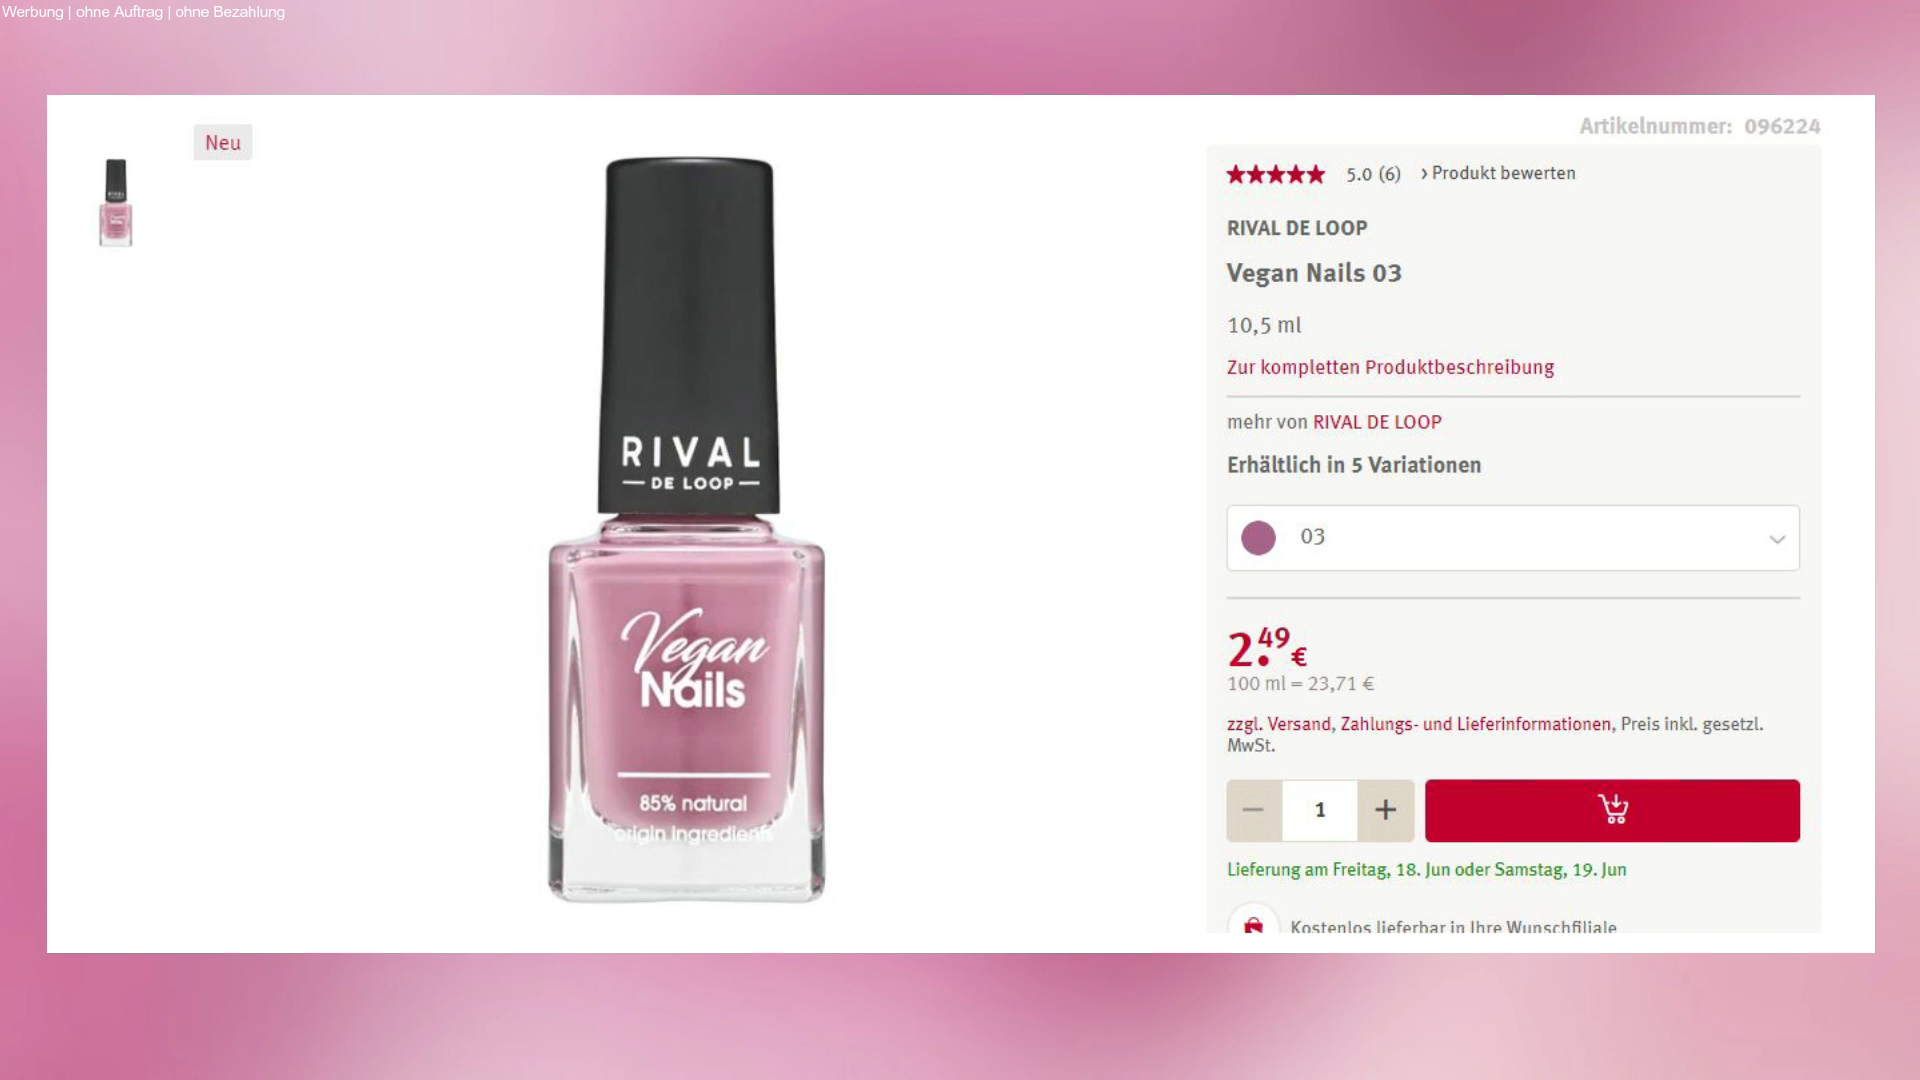 Werbung | ohne Auftrag | ohne Bezahlung
Neu
RIVAL
DE LOOP
Vegan
Nails
85% natural
origin ingredients
Artikelnummer: 096224
5.0 (6) › Produkt bewerten
RIVAL DE LOOP
Vegan Nails 03
10,5 ml
Zur kompletten Produktbeschreibung
mehr von RIVAL DE LOOP
Erhältlich in 5 Variationen
03
2.49 €
100 ml = 23,71 €
zzgl. Versand, Zahlungs- und Lieferinformationen, Preis inkl. gesetzl.
MwSt.
− 1 +
Lieferung am Freitag, 18. Jun oder Samstag, 19. Jun
Kostenlos lieferbar in Ihre Wunschfiliale